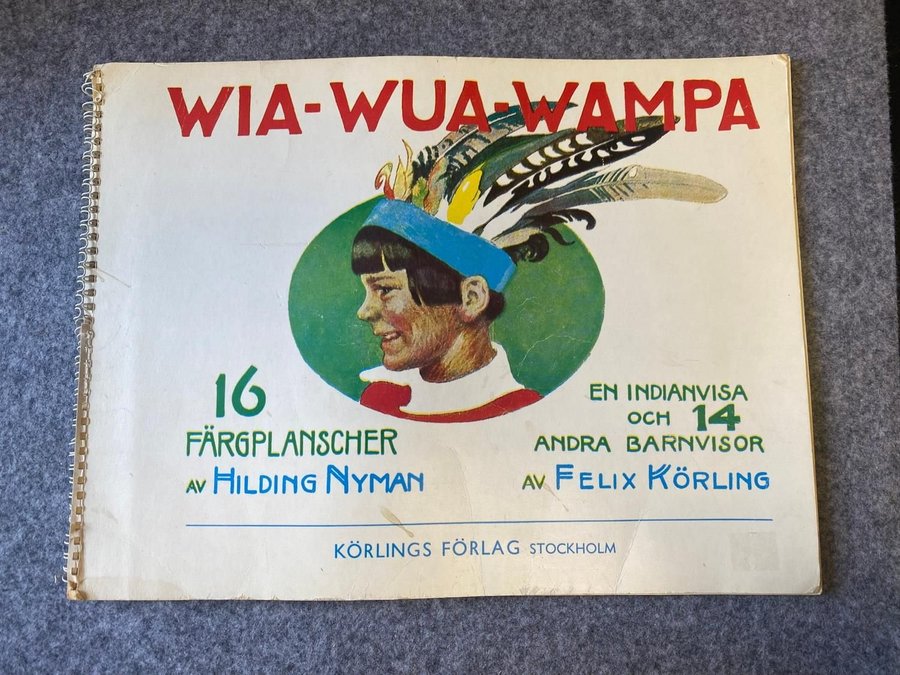 WIA-WUA-WAMPA
16
FÄRGPLANSCHER
AV HILDING NYMAN
EN INDIANVISA
OCH 14
ANDRA BARNVISOR
AV FELIX KÖRLING
KÖRLINGS FÖRLAG STOCKHOLM